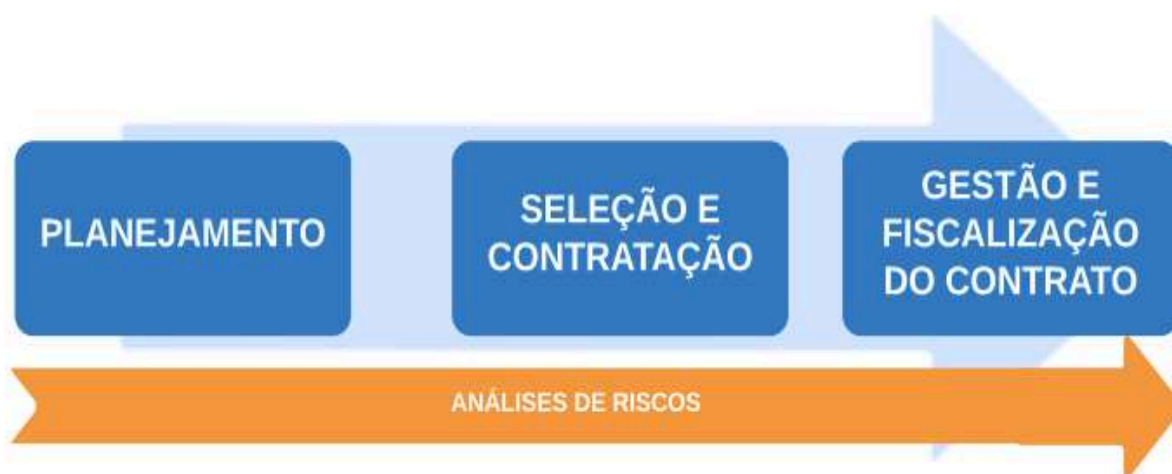 PLANEJAMENTO
SELEÇÃO E
CONTRATAÇÃO
GESTÃO E
FISCALIZAÇÃO
DO CONTRATO
ANÁLISES DE RISCOS